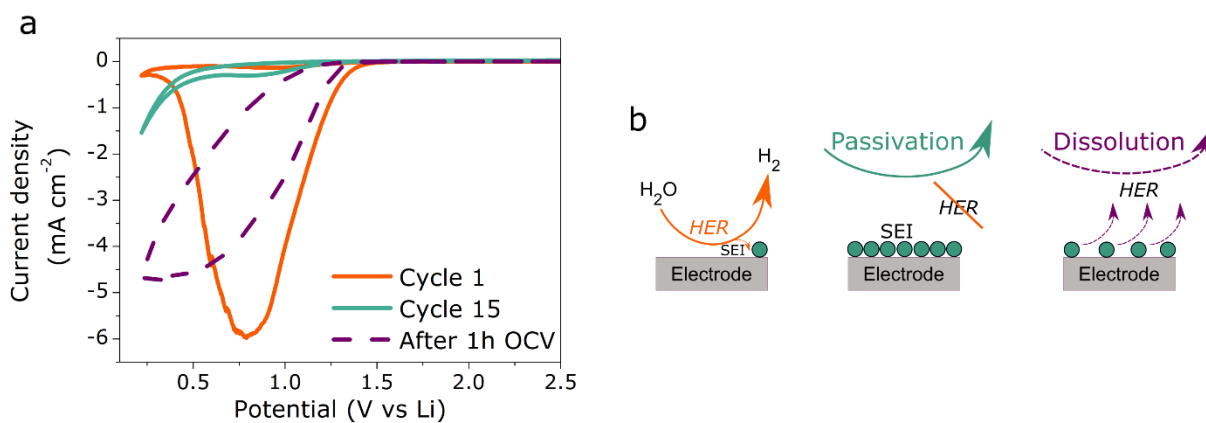 a
0
-1
-2
-3
-4
-5
-6
Current density
(mA cm⁻²)
Cycle 1
Cycle 15
After 1h OCV
0.5
1.0
1.5
2.0
2.5
Potential (V vs Li)
b
H₂O
H₂
HER
SEI
Electrode
Passivation
HER
SEI
Electrode
Dissolution
HER
Electrode